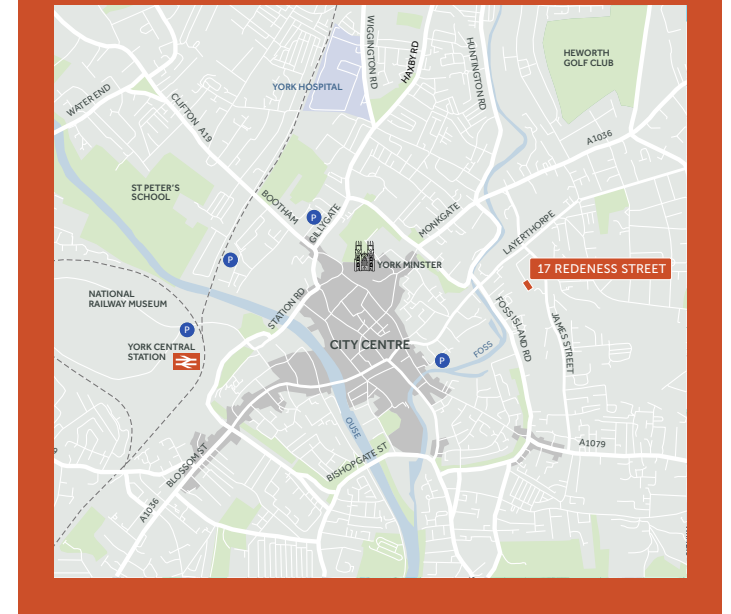 WIGGINGTON RD
HAXBY RD
HUNTINGTON RD
HEWORTH
GOLF CLUB
YORK HOSPITAL
WATER END
CLIFTON A19
A1036
ST PETER'S
SCHOOL
BOOTHAM
P
GILLYGATE
MONKGATE
LAYERTHORPE
YORK MINSTER
P
17 REDENESS STREET
NATIONAL
RAILWAY MUSEUM
STATION RD
FOSS ISLAND RD
JAMES STREET
P
YORK CENTRAL
STATION
CITY CENTRE
FOSS
P
OUSE
BLOSSOM ST
BISHOPGATE ST
A1079
A1036